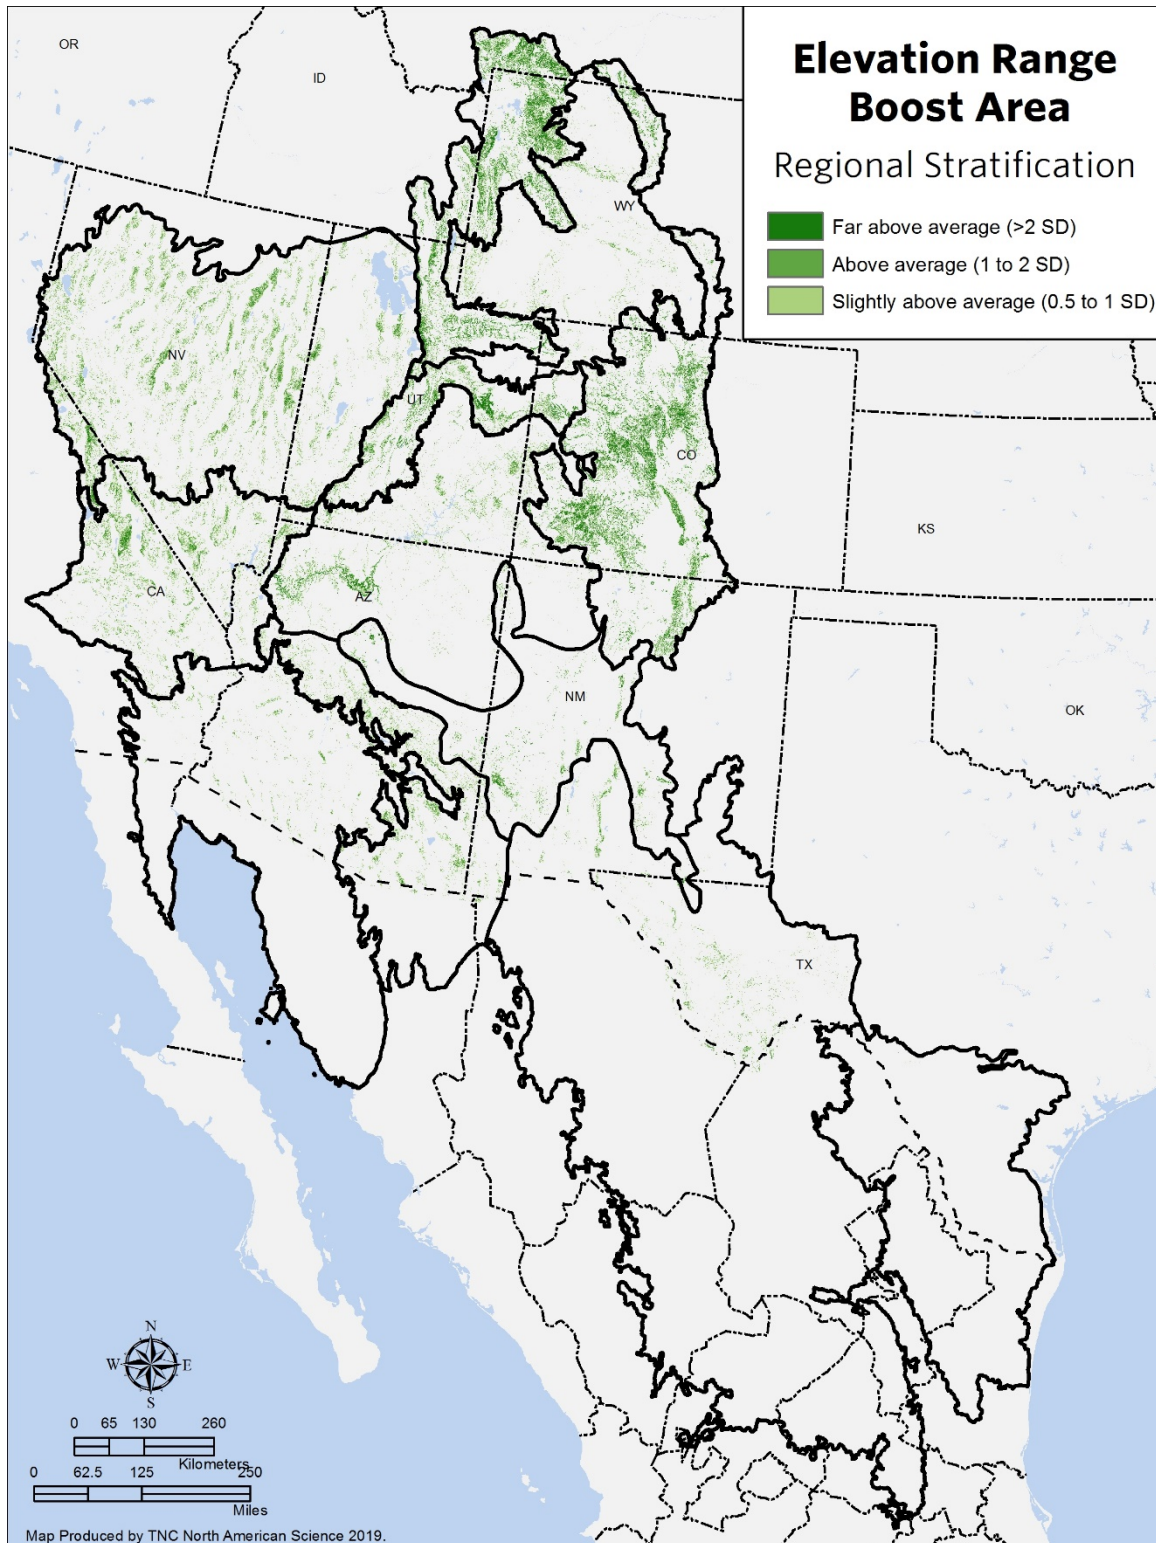 Elevation Range
Boost Area
Regional Stratification
Far above average (>2 SD)
Above average (1 to 2 SD)
Slightly above average (0.5 to 1 SD)
OR
ID
WY
NV
UT
CO
KS
CA
AZ
NM
OK
TX
N
W E
S
0 65 130 260
Kilometers
0 62.5 125 250
Miles
Map Produced by TNC North American Science 2019.